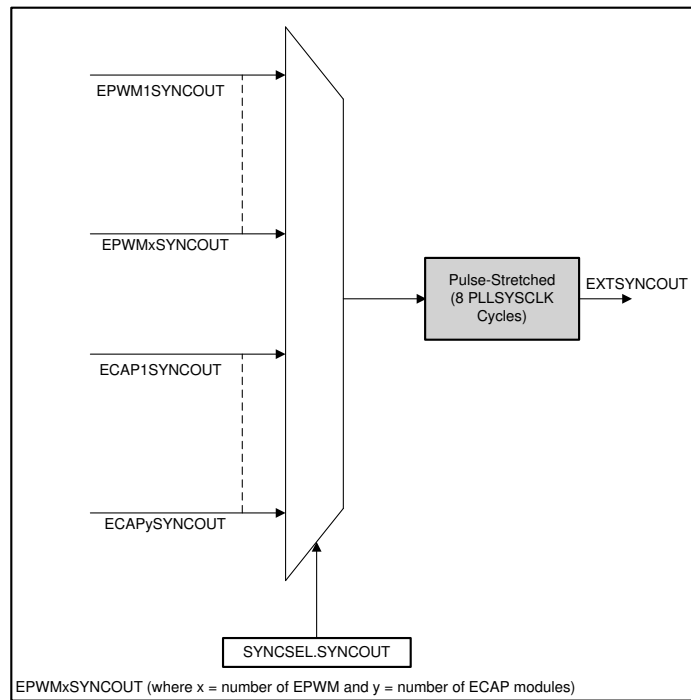 EPWM1SYNCOUT
EPWMxSYNCOUT
Pulse-Stretched
(8 PLLSYSCLK
Cycles)
EXTSYNCOUT
ECAP1SYNCOUT
ECAPySYNCOUT
SYNCSEL.SYNCOUT
EPWMxSYNCOUT (where x = number of EPWM and y = number of ECAP modules)